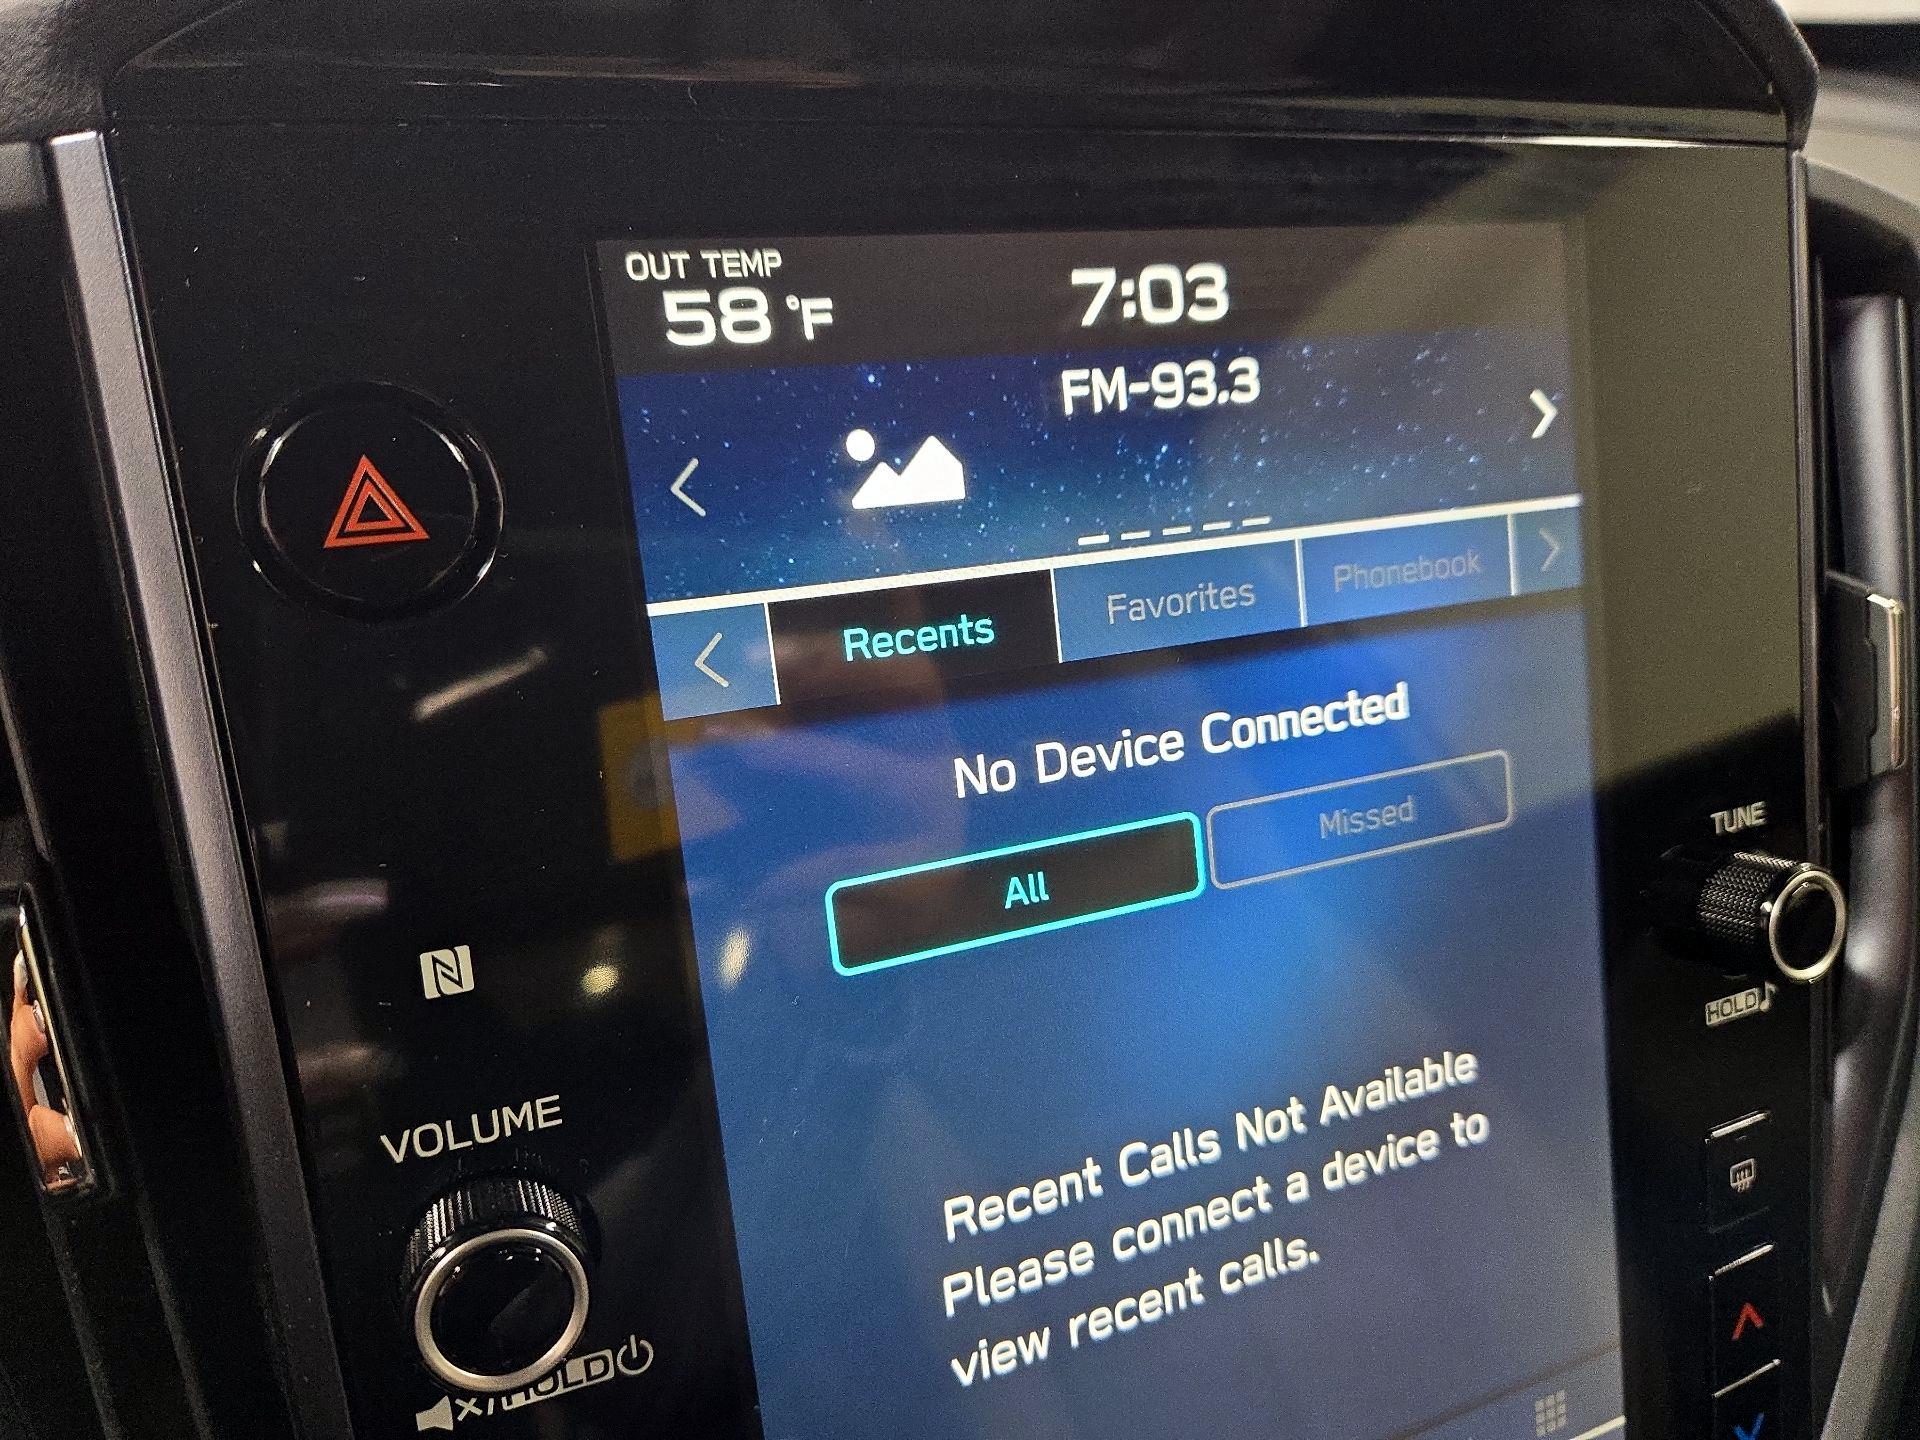 OUT TEMP
58 °F
7:03
FM-93.3
Recents
Favorites
Phonebook
No Device Connected
All
Missed
TUNE
HOLD
VOLUME
Recent Calls Not Available
Please connect a device to
view recent calls.
HOLD